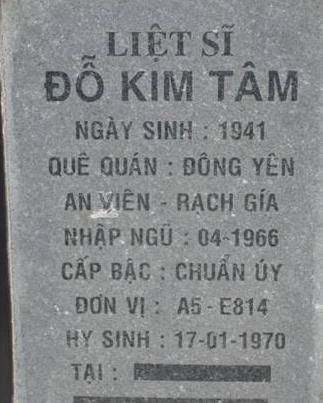 LIỆT SĨ
ĐỖ KIM TÂM
NGÀY SINH : 1941
QUÊ QUÁN : ĐÔNG YÊN
AN VIÊN - RẠCH GÍA
NHẬP NGŨ : 04-1966
CẤP BẬC : CHUẨN ÚY
ĐƠN VỊ : A5 - E814
HY SINH : 17-01-1970
TẠI :